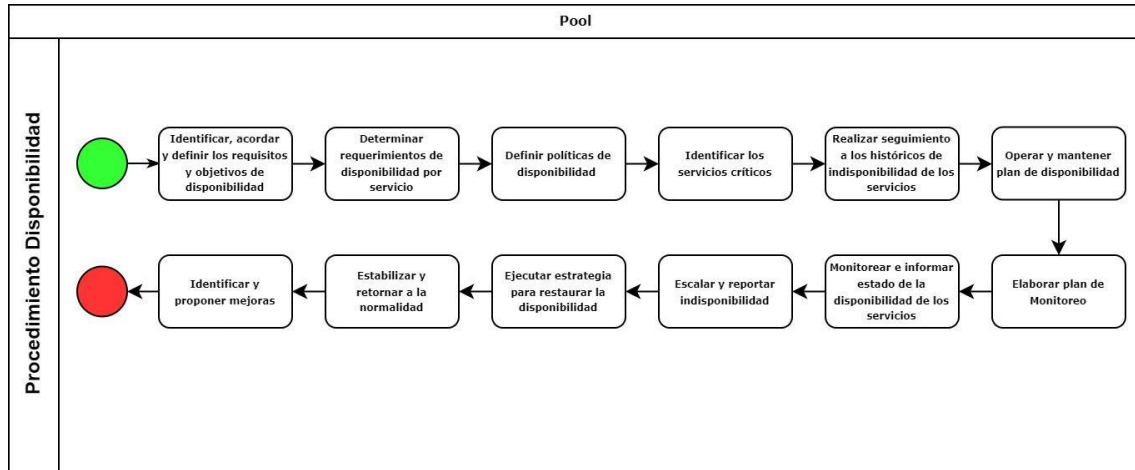 Pool
Procedimiento Disponibilidad
Identificar, acordar
y definir los requisitos
y objetivos de
disponibilidad
Determinar
requerimientos de
disponibilidad por
servicio
Definir políticas de
disponibilidad
Identificar los
servicios críticos
Realizar seguimiento
a los históricos de
indisponibilidad de los
servicios
Operar y mantener
plan de disponibilidad
Elaborar plan de
Monitoreo
Monitorear e informar
estado de la
disponibilidad de los
servicios
Escalar y reportar
indisponibilidad
Ejecutar estrategia
para restaurar la
disponibilidad
Estabilizar y
retornar a la
normalidad
Identificar y
proponer mejoras